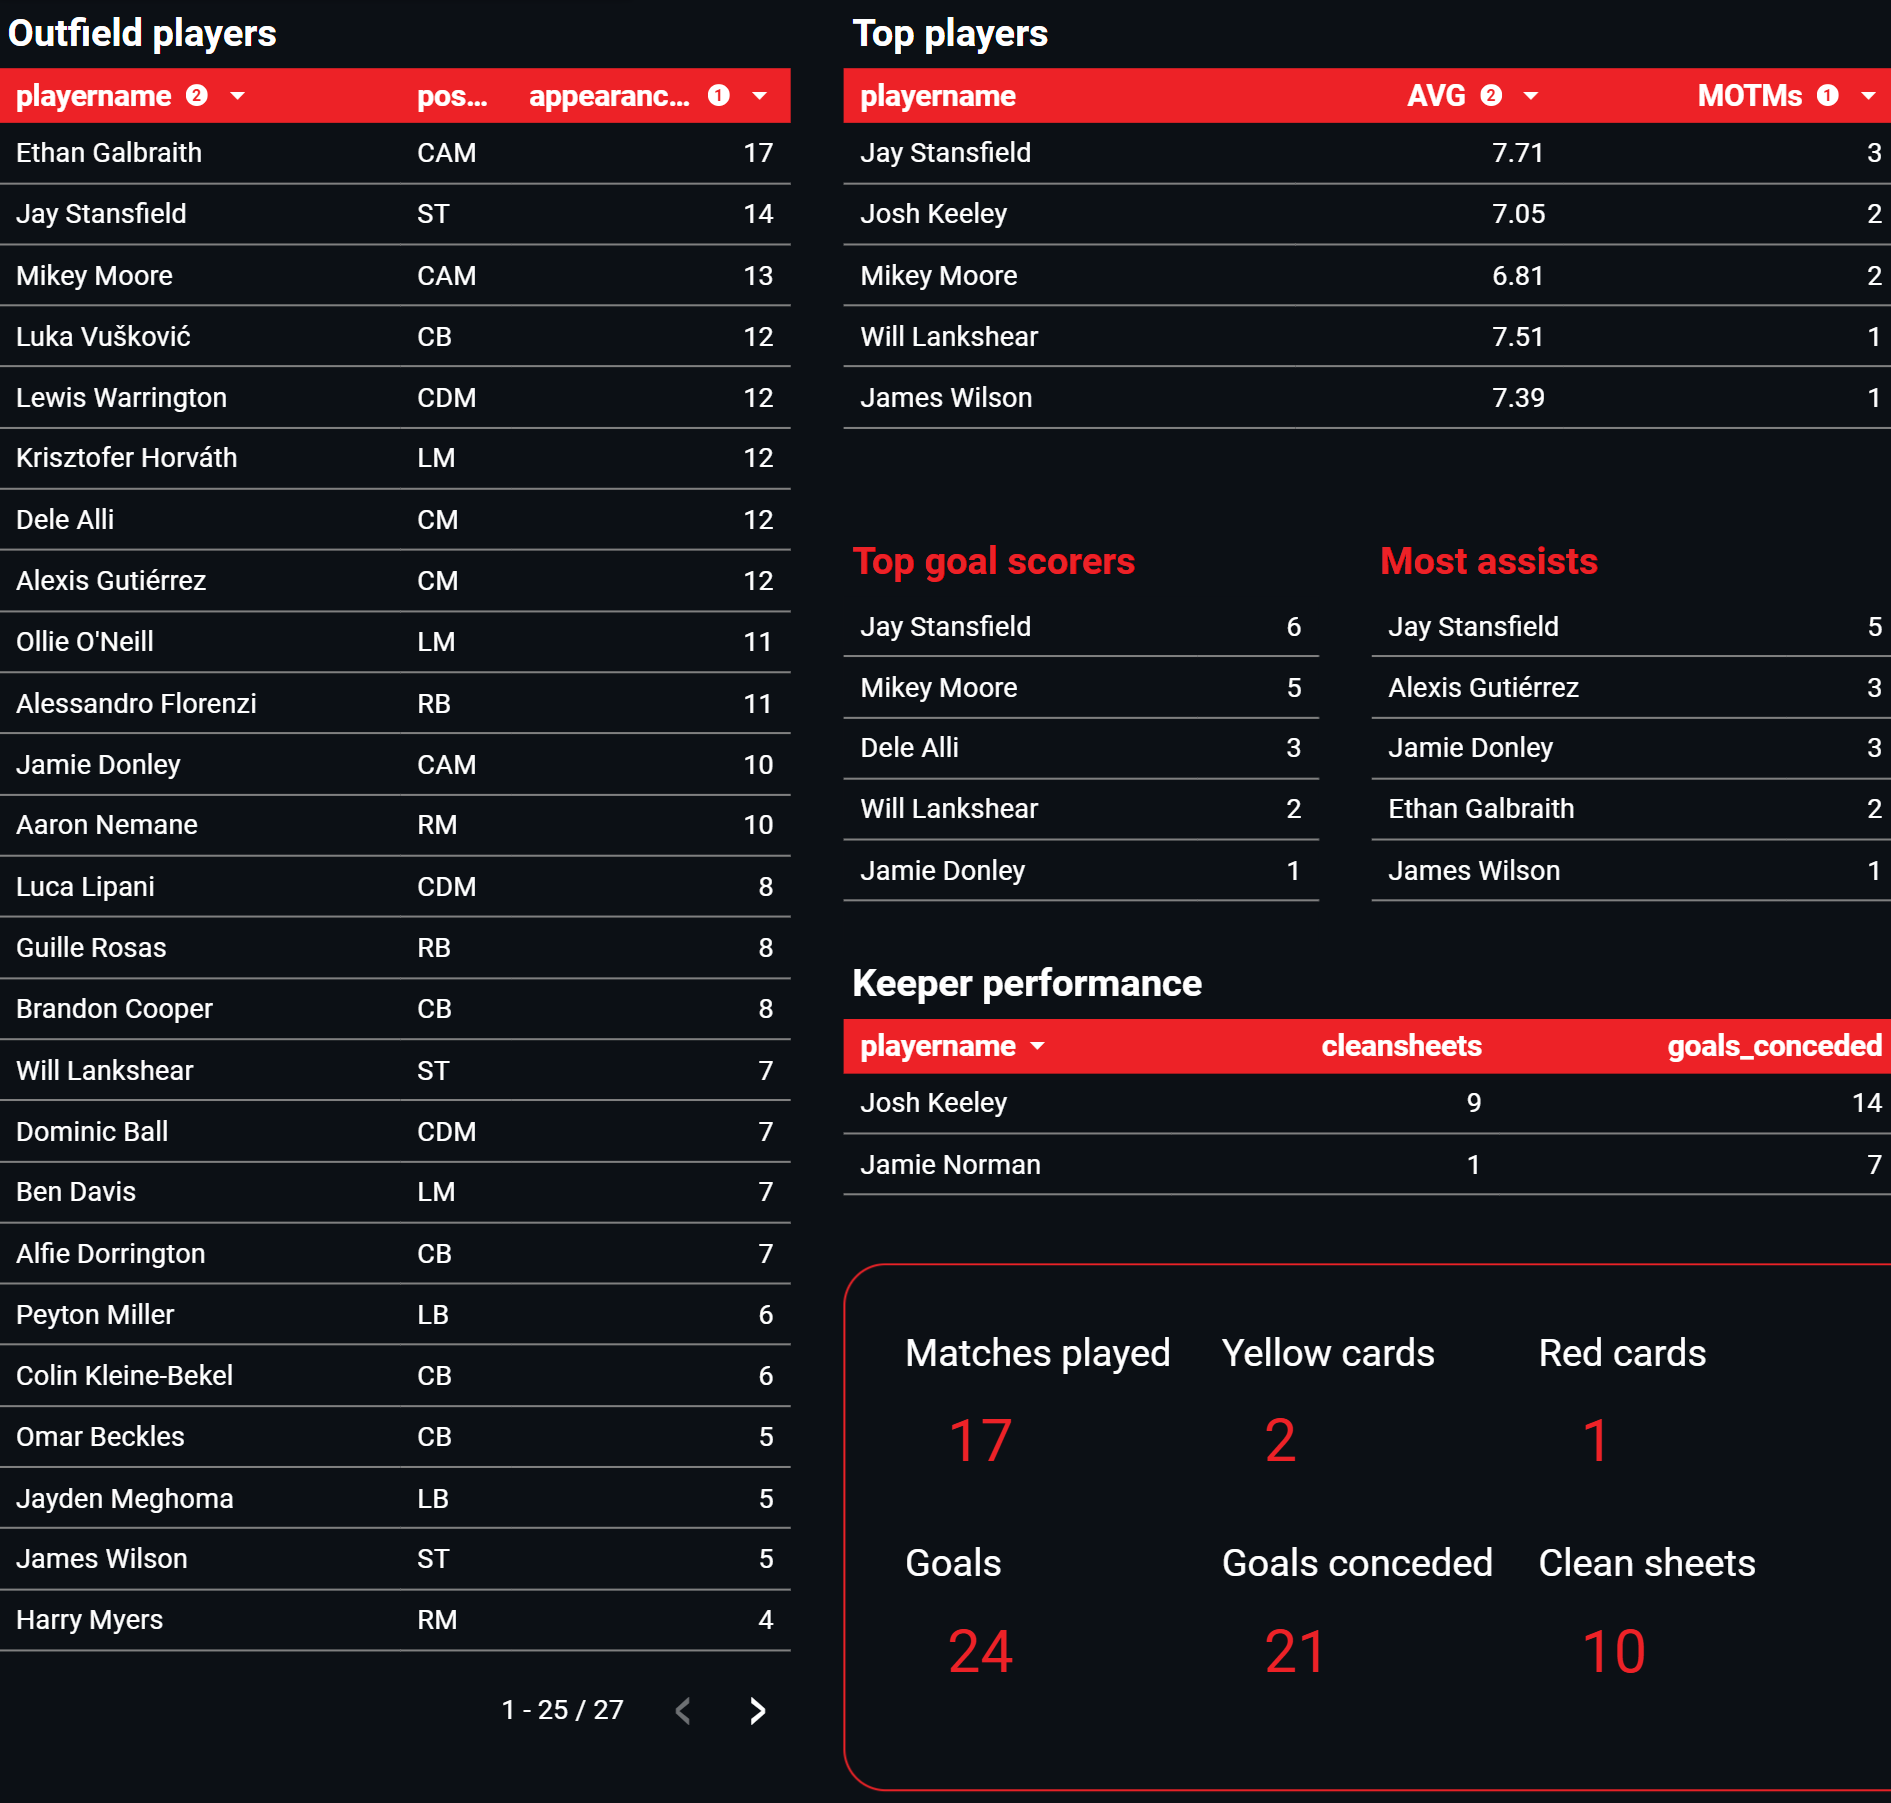 Outfield players
playername 2 pos... appearanc... 1
Ethan Galbraith CAM 17
Jay Stansfield ST 14
Mikey Moore CAM 13
Luka Vušković CB 12
Lewis Warrington CDM 12
Krisztofer Horváth LM 12
Dele Alli CM 12
Alexis Gutiérrez CM 12
Ollie O'Neill LM 11
Alessandro Florenzi RB 11
Jamie Donley CAM 10
Aaron Nemane RM 10
Luca Lipani CDM 8
Guille Rosas RB 8
Brandon Cooper CB 8
Will Lankshear ST 7
Dominic Ball CDM 7
Ben Davis LM 7
Alfie Dorrington CB 7
Peyton Miller LB 6
Colin Kleine-Bekel CB 6
Omar Beckles CB 5
Jayden Meghoma LB 5
James Wilson ST 5
Harry Myers RM 4
1 - 25 / 27
Top players
playername AVG 2 MOTMs 1
Jay Stansfield 7.71 3
Josh Keeley 7.05 2
Mikey Moore 6.81 2
Will Lankshear 7.51 1
James Wilson 7.39 1
Top goal scorers
Jay Stansfield 6
Mikey Moore 5
Dele Alli 3
Will Lankshear 2
Jamie Donley 1
Most assists
Jay Stansfield 5
Alexis Gutiérrez 3
Jamie Donley 3
Ethan Galbraith 2
James Wilson 1
Keeper performance
playername cleansheets goals_conceded
Josh Keeley 9 14
Jamie Norman 1 7
Matches played Yellow cards Red cards
17 2 1
Goals Goals conceded Clean sheets
24 21 10